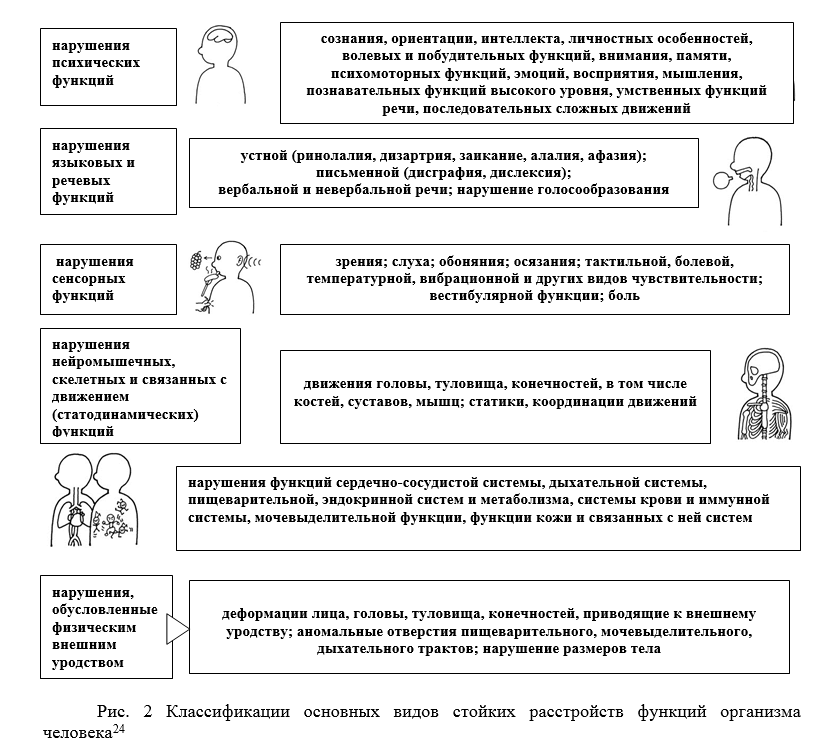 нарушения
психических
функций
сознания, ориентации, интеллекта, личностных особенностей,
волевых и побудительных функций, внимания, памяти,
психомоторных функций, эмоций, восприятия, мышления,
познавательных функций высокого уровня, умственных функций
речи, последовательных сложных движений
нарушения
языковых и
речевых
функций
устной (ринолалия, дизартрия, заикание, алалия, афазия);
письменной (дисграфия, дислексия);
вербальной и невербальной речи; нарушение голосообразования
нарушения
сенсорных
функций
зрения; слуха; обоняния; осязания; тактильной, болевой,
температурной, вибрационной и других видов чувствительности;
вестибулярной функции; боль
нарушения
нейромышечных,
скелетных и связанных с
движением
(статодинамических)
функций
движения головы, туловища, конечностей, в том числе
костей, суставов, мышц; статики, координации движений
нарушения функций сердечно-сосудистой системы, дыхательной системы,
пищеварительной, эндокринной систем и метаболизма, системы крови и иммунной
системы, мочевыделительной функции, функции кожи и связанных с ней систем
нарушения,
обусловленные
физическим
внешним
уродством
деформации лица, головы, туловища, конечностей, приводящие к внешнему
уродству; аномальные отверстия пищеварительного, мочевыделительного,
дыхательного трактов; нарушение размеров тела
Рис. 2 Классификации основных видов стойких расстройств функций организма
человека24